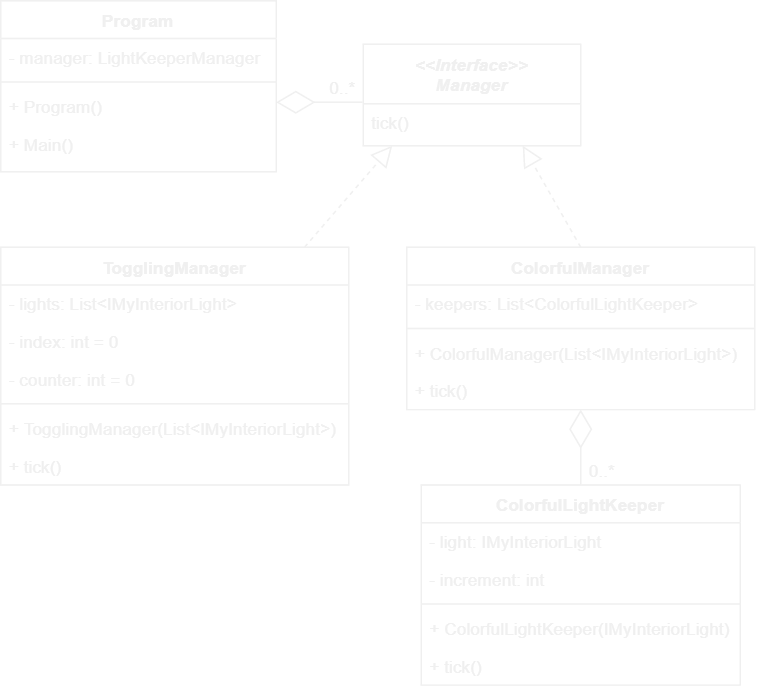 Program
- manager: LightKeeperManager
+ Program()
+ Main()
0..*
<<Interface>>
Manager
tick()
TogglingManager
- lights: List<IMyInteriorLight>
- index: int = 0
- counter: int = 0
+ TogglingManager(List<IMyInteriorLight>)
+ tick()
ColorfulManager
- keepers: List<ColorfulLightKeeper>
+ ColorfulManager(List<IMyInteriorLight>)
+ tick()
0..*
ColorfulLightKeeper
- light: IMyInteriorLight
- increment: int
+ ColorfulLightKeeper(IMyInteriorLight)
+ tick()